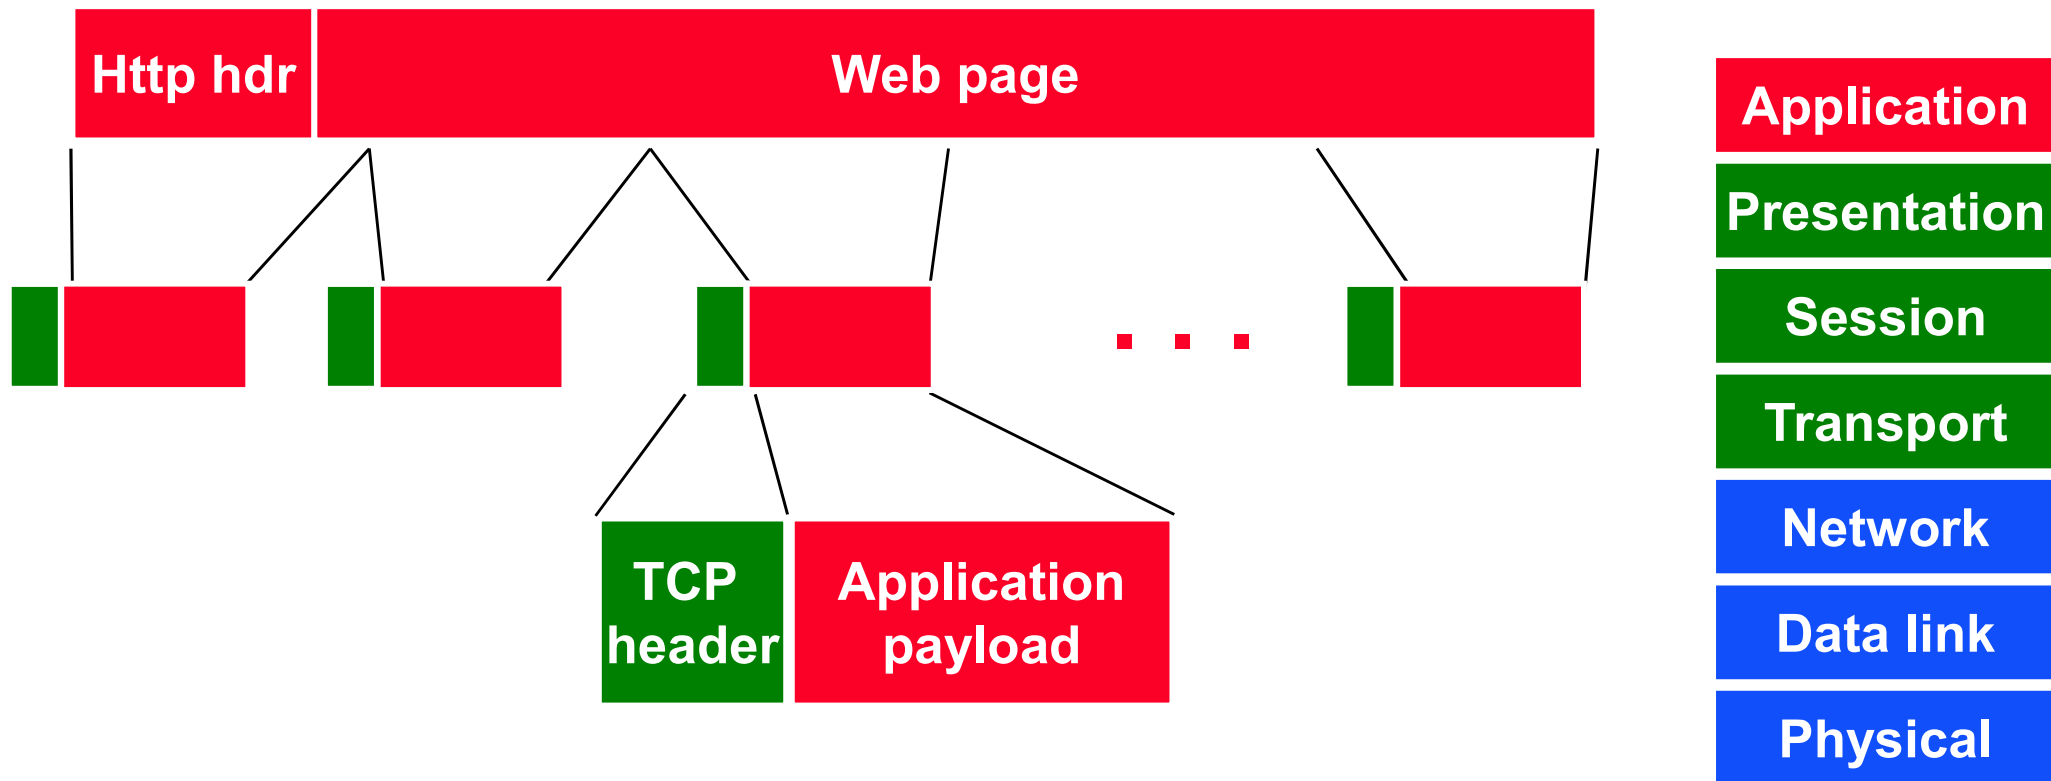 Http hdr
Web page
TCP
header
Application
payload
Application
Presentation
Session
Transport
Network
Data link
Physical